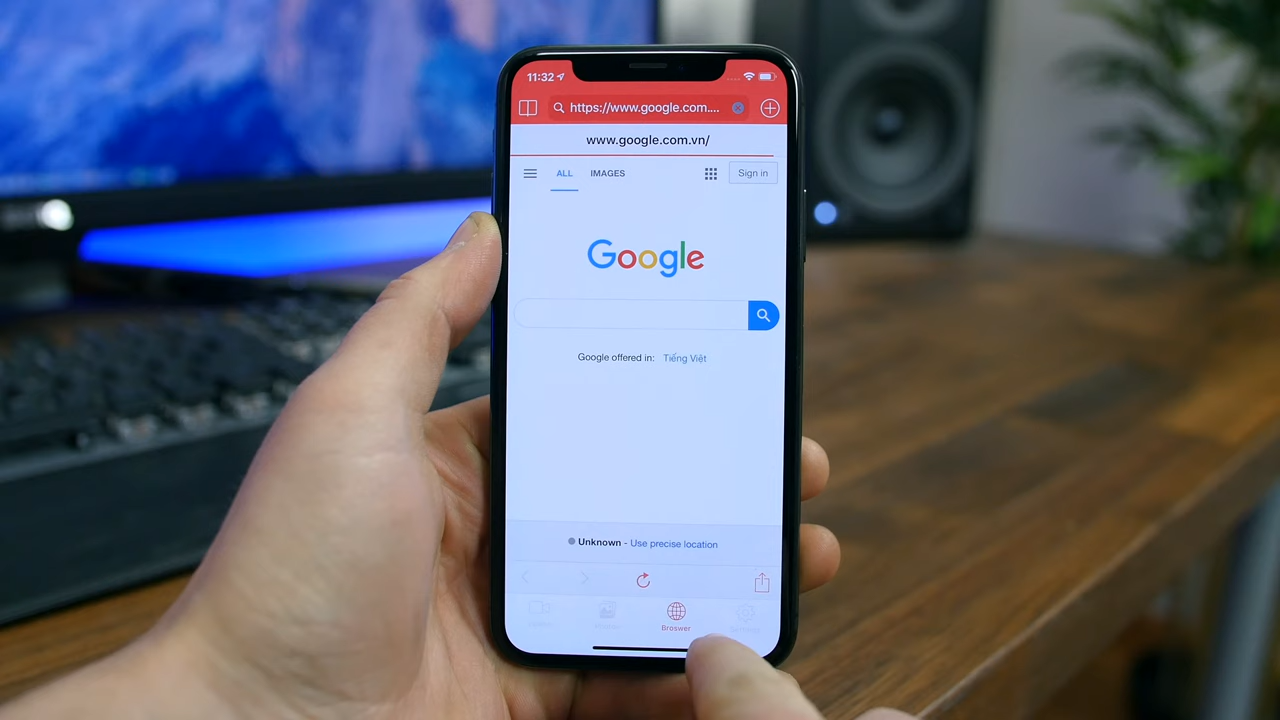 11:32
https://www.google.com....
www.google.com.vn/
ALL IMAGES Sign in
Google
Google offered in: Tiếng Việt
Unknown - Use precise location
Broswer